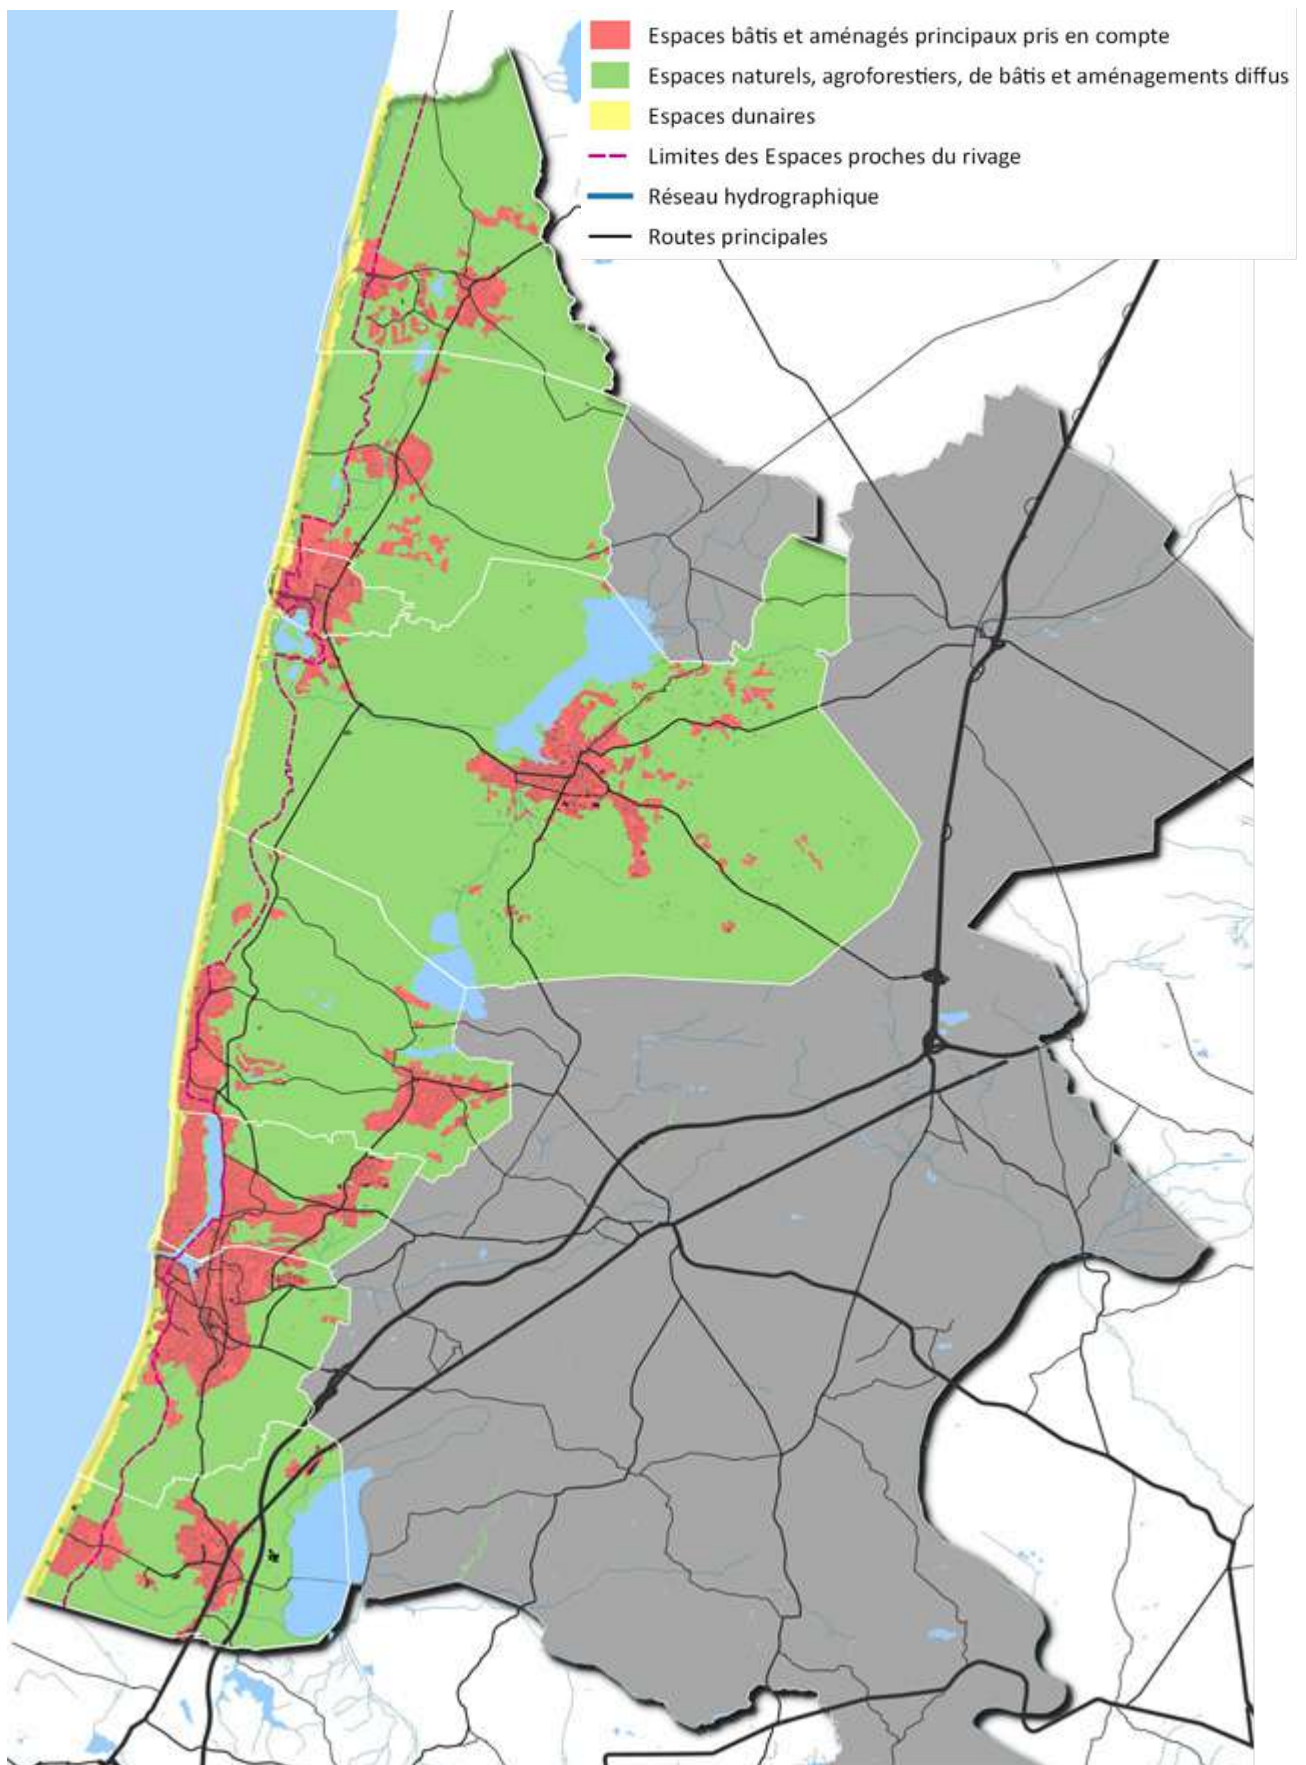 Espaces bâtis et aménagés principaux pris en compte
Espaces naturels, agroforestiers, de bâtis et aménagements diffus
Espaces dunaires
Limites des Espaces proches du rivage
Réseau hydrographique
Routes principales